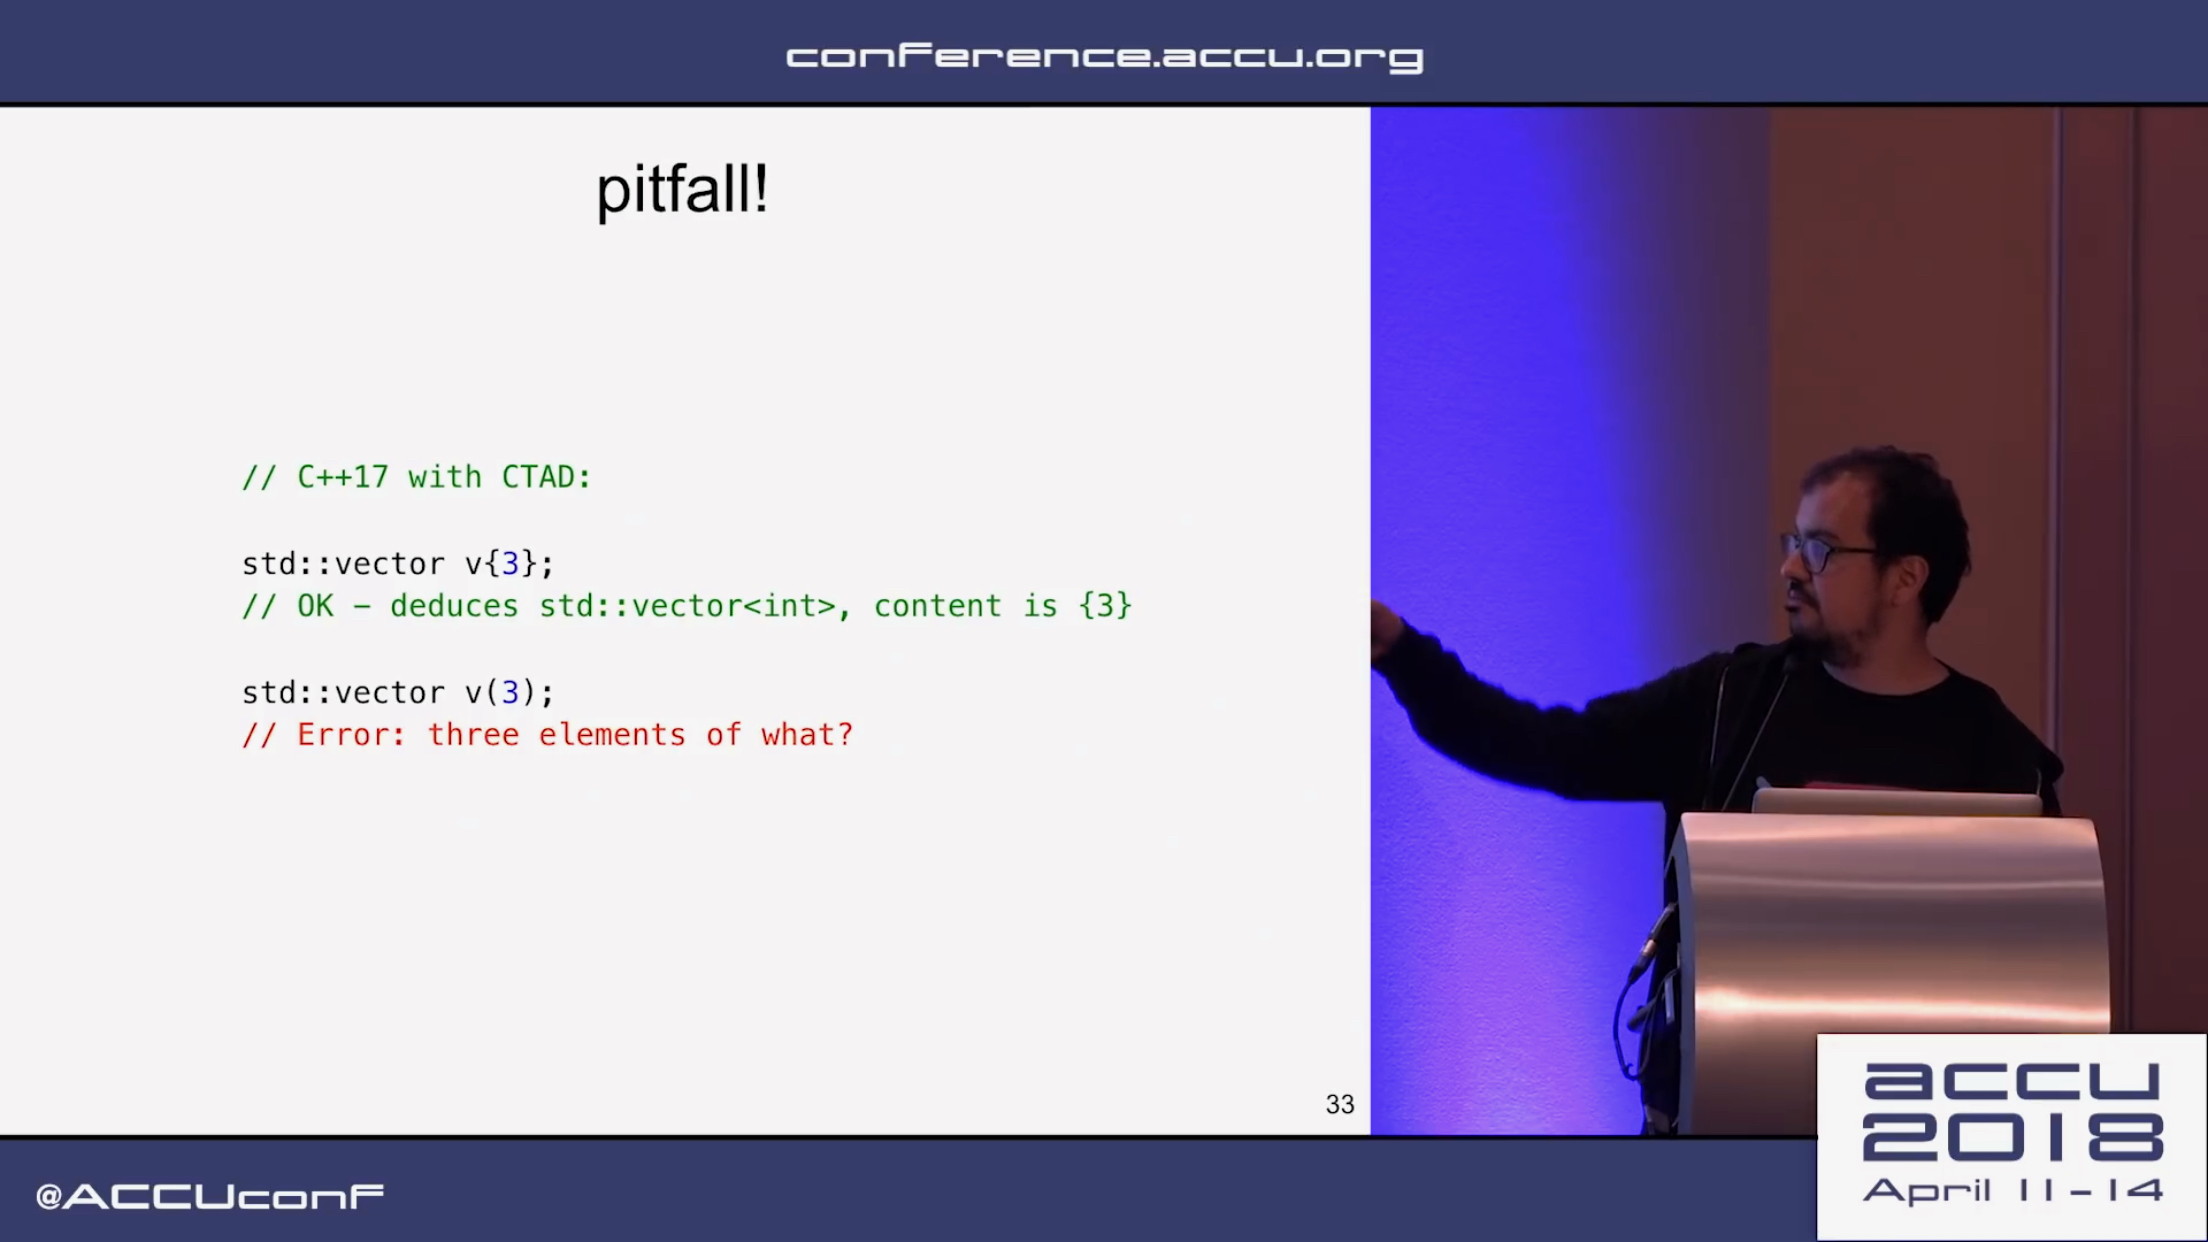 conference.accu.org
pitfall!
// C++17 with CTAD:
std::vector v{3};
// OK – deduces std::vector<int>, content is {3}
std::vector v(3);
// Error: three elements of what?
33
@ACCUconf
accu
2018
April 11-14